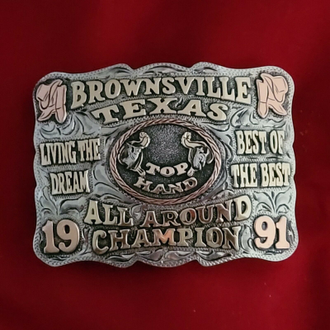 BROWNSVILLE
TEXAS
LIVING THE
DREAM
TOP
HAND
BEST OF
THE BEST
ALL AROUND
CHAMPION
19 91